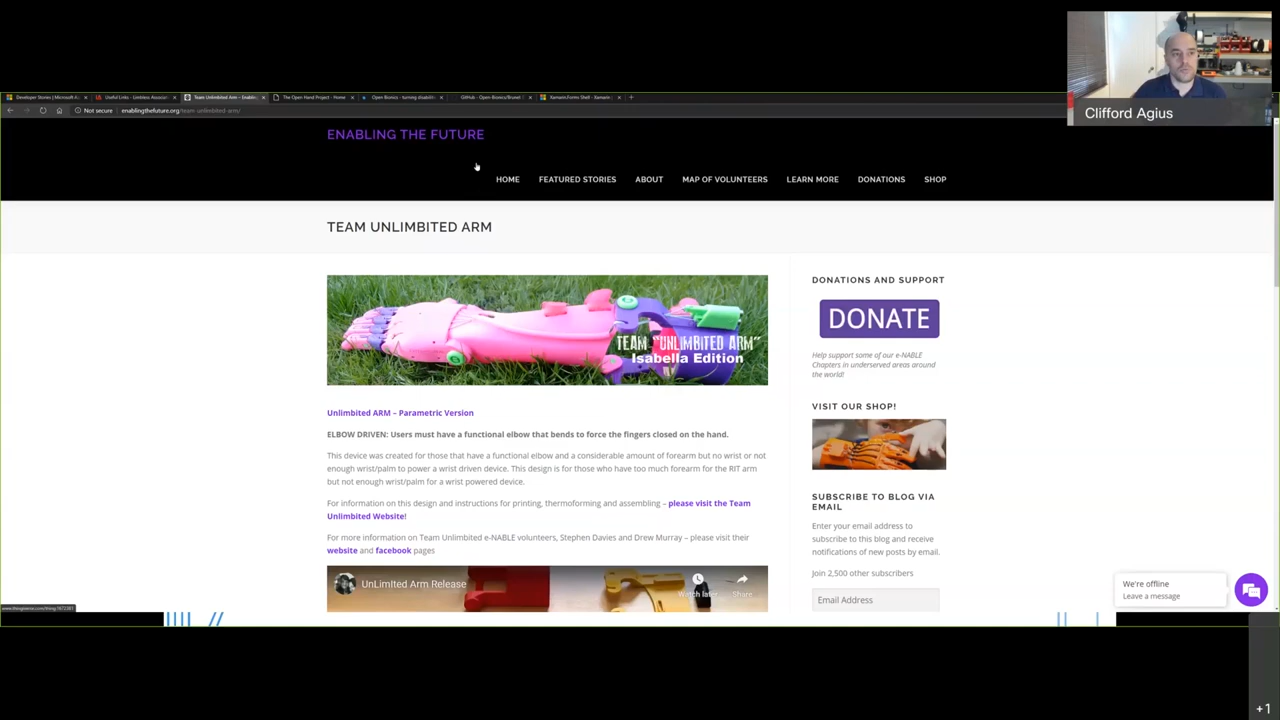 Clifford Agius
Developer Stories | Microsoft A
Useful Links - Limbless Associat
Team Unlimbited Arm – Enablin
The Open Hand Project - Home
Open Bionics - turning disabiliti
GitHub - Open-Bionics/Brunel
Xamarin.Forms Shell - Xamarin
Not secure
enablingthefuture.org/team-unlimbited-arm/
ENABLING THE FUTURE
HOME FEATURED STORIES ABOUT MAP OF VOLUNTEERS LEARN MORE DONATIONS SHOP
TEAM UNLIMBITED ARM
TEAM "UNLIMBITED ARM"
Isabella Edition
Unlimbited ARM – Parametric Version
ELBOW DRIVEN: Users must have a functional elbow that bends to force the fingers closed on the hand.
This device was created for those that have a functional elbow and a considerable amount of forearm but no wrist or not
enough wrist/palm to power a wrist driven device. This design is for those who have too much forearm for the RIT arm
but not enough wrist/palm for a wrist powered device.
For information on this design and instructions for printing, thermoforming and assembling – please visit the Team
Unlimbited Website!
For more information on Team Unlimbited e-NABLE volunteers, Stephen Davies and Drew Murray – please visit their
website and facebook pages
UnLimited Arm Release
Watch later
Share
DONATIONS AND SUPPORT
DONATE
Help support some of our e-NABLE
Chapters in underserved areas around
the world!
VISIT OUR SHOP!
SUBSCRIBE TO BLOG VIA
EMAIL
Enter your email address to
subscribe to this blog and receive
notifications of new posts by email.
Join 2,500 other subscribers
Email Address
We're offline
Leave a message
+1